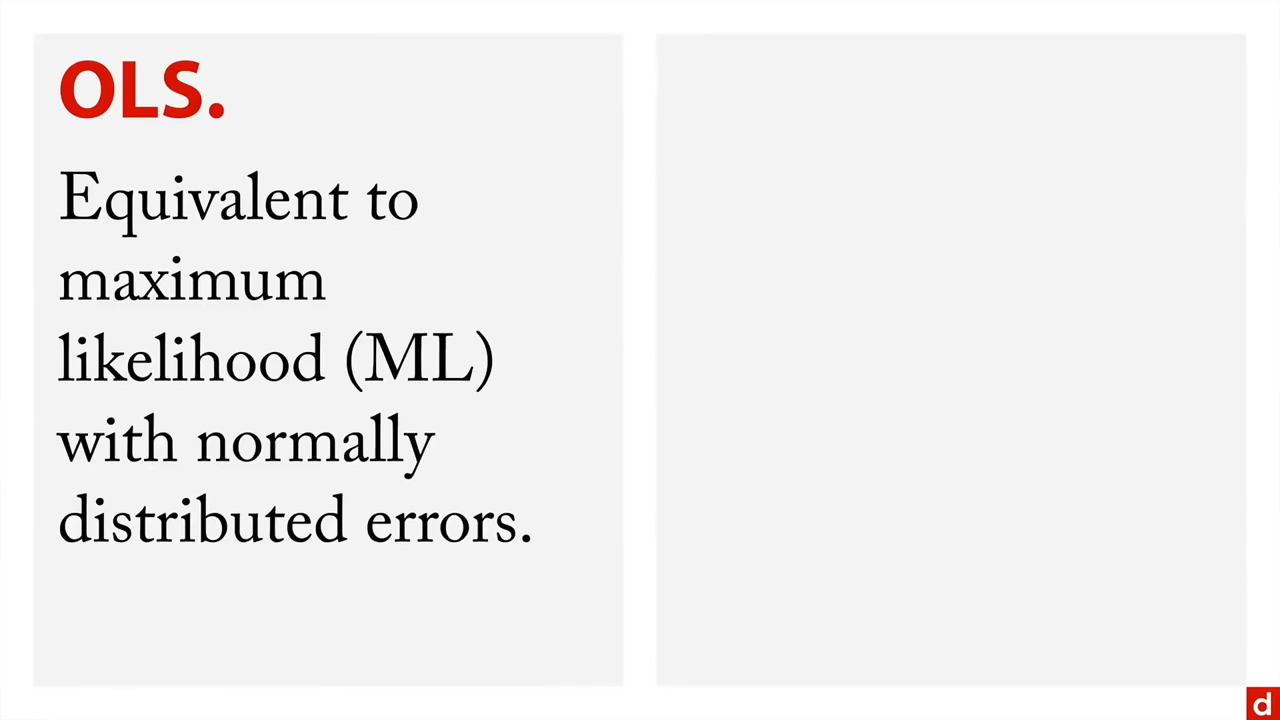 OLS.
Equivalent to
maximum
likelihood (ML)
with normally
distributed errors.
d